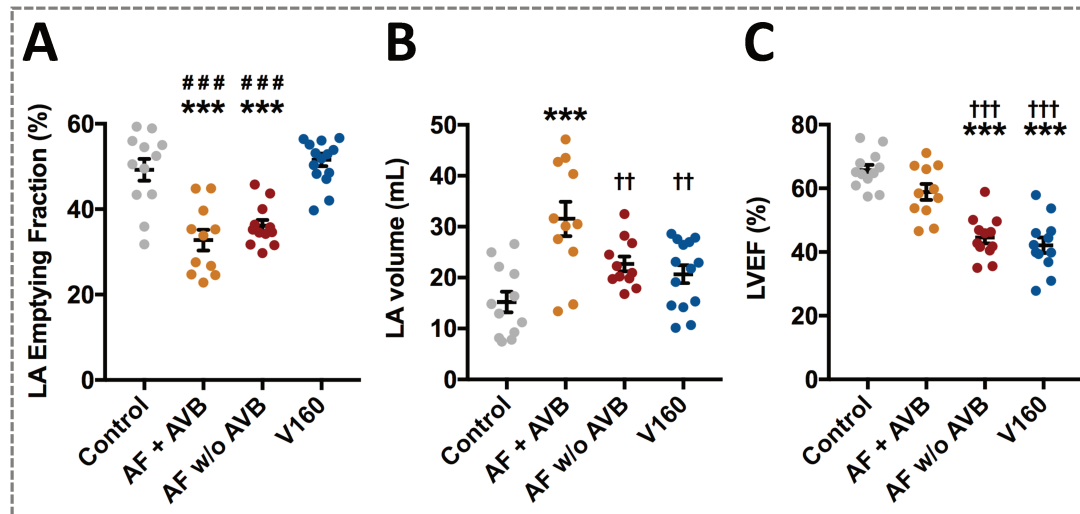 A
B
C
LA Emptying Fraction (%)
60
40
20
0
###
***
###
***
Control
AF + AVB
AF w/o AVB
V160
LA volume (mL)
50
40
30
20
10
0
***
††
††
Control
AF + AVB
AF w/o AVB
V160
LVEF (%)
80
60
40
20
0
†††
***
†††
***
Control
AF + AVB
AF w/o AVB
V160